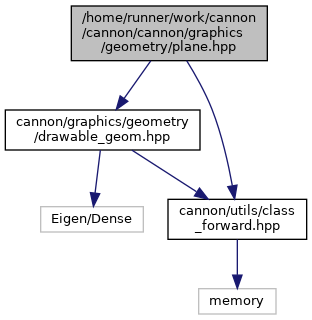 /home/runner/work/cannon
/cannon/cannon/graphics
/geometry/plane.hpp
cannon/graphics/geometry
/drawable_geom.hpp
Eigen/Dense
cannon/utils/class
_forward.hpp
memory